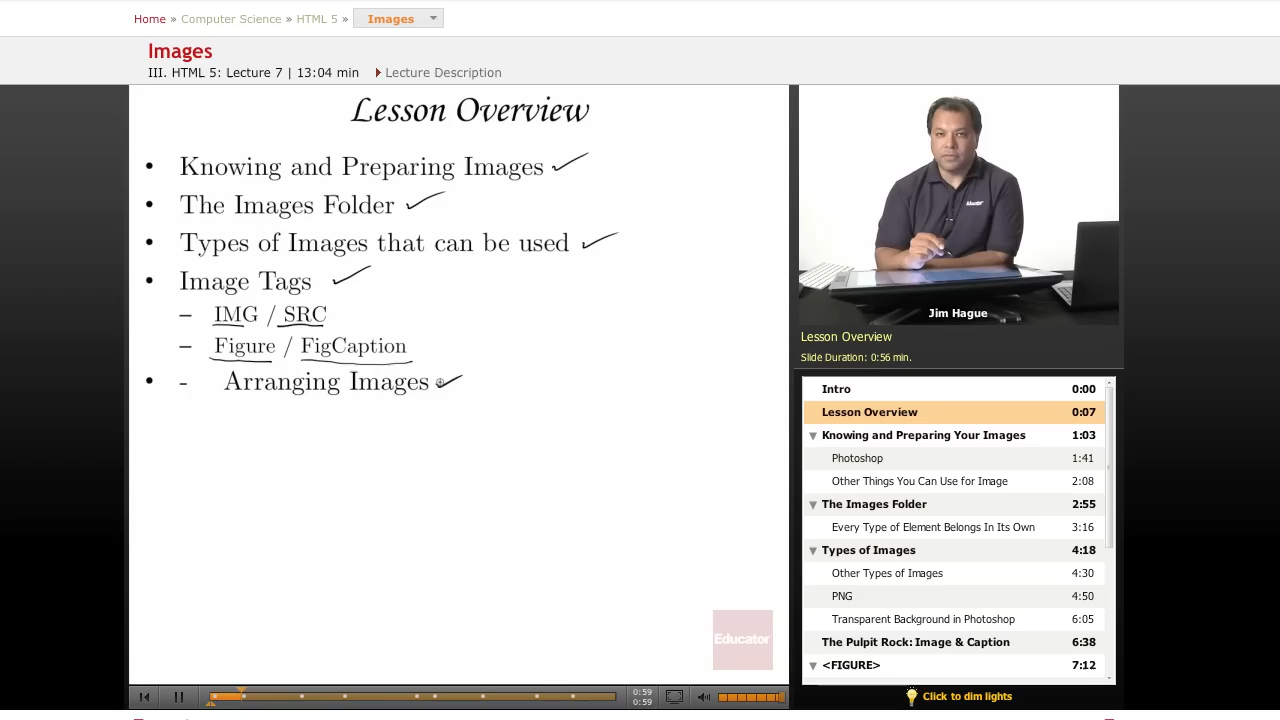 Home » Computer Science » HTML 5 » Images
Images
III. HTML 5: Lecture 7 | 13:04 min Lecture Description
Lesson Overview
• Knowing and Preparing Images
• The Images Folder
• Types of Images that can be used
• Image Tags
– IMG / SRC
– Figure / FigCaption
• - Arranging Images
Educator
Educator
Jim Hague
Lesson Overview
Slide Duration: 0:56 min.
Intro 0:00
Lesson Overview 0:07
Knowing and Preparing Your Images 1:03
Photoshop 1:41
Other Things You Can Use for Image 2:08
The Images Folder 2:55
Every Type of Element Belongs In Its Own 3:16
Types of Images 4:18
Other Types of Images 4:30
PNG 4:50
Transparent Background in Photoshop 6:05
The Pulpit Rock: Image & Caption 6:38
<FIGURE> 7:12
0:59
0:59
Click to dim lights